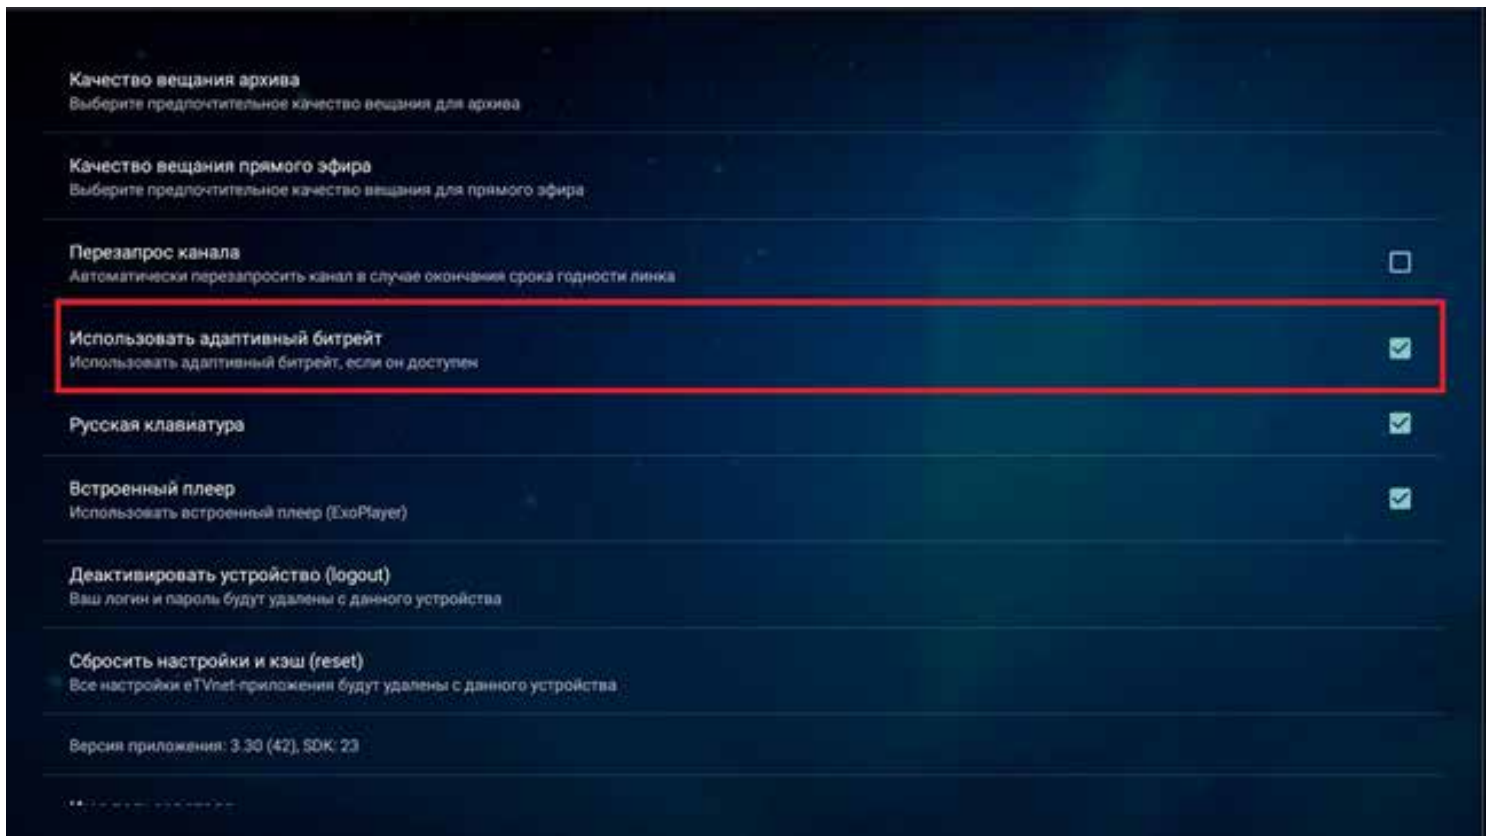 Качество вещания архива
Выберите предпочтительное качество вещания для архива
Качество вещания прямого эфира
Выберите предпочтительное качество вещания для прямого эфира
Перезапрос канала
Автоматически перезапросить канал в случае окончания срока годности линка
Использовать адаптивный битрейт
Использовать адаптивный битрейт, если он доступен
Русская клавиатура
Встроенный плеер
Использовать встроенный плеер (ExoPlayer)
Деактивировать устройство (logout)
Ваш логин и пароль будут удалены с данного устройства
Сбросить настройки и кэш (reset)
Все настройки eTVnet-приложения будут удалены с данного устройства
Версия приложения: 3.30 (42), SDK: 23